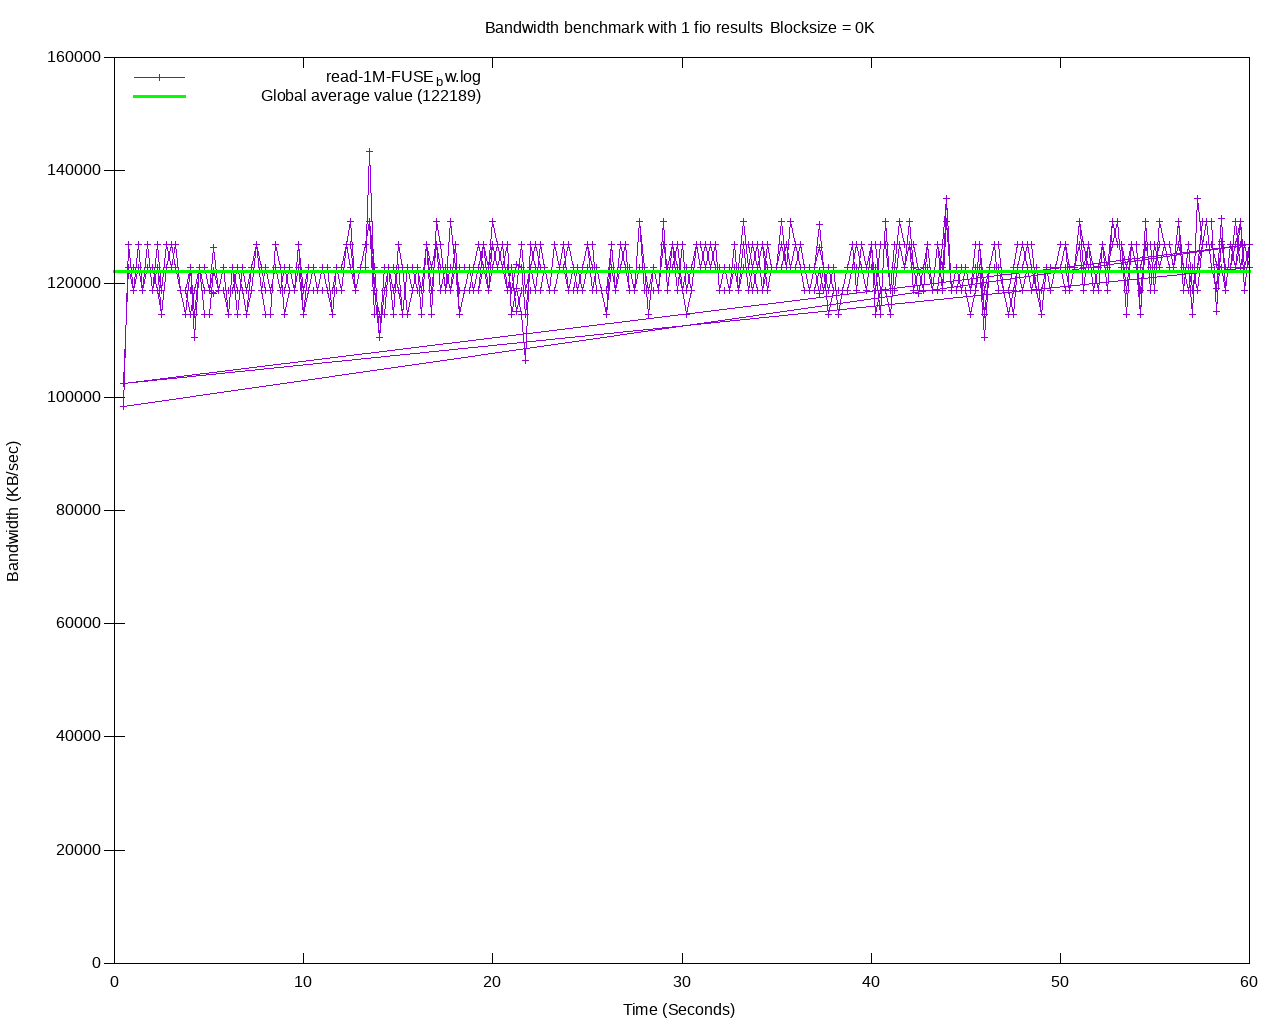 Bandwidth benchmark with 1 fio results Blocksize = 0K
160000
140000
120000
100000
80000
60000
40000
20000
0
read-1M-FUSE_bw.log
Global average value (122189)
Bandwidth (KB/sec)
0 10 20 30 40 50 60
Time (Seconds)